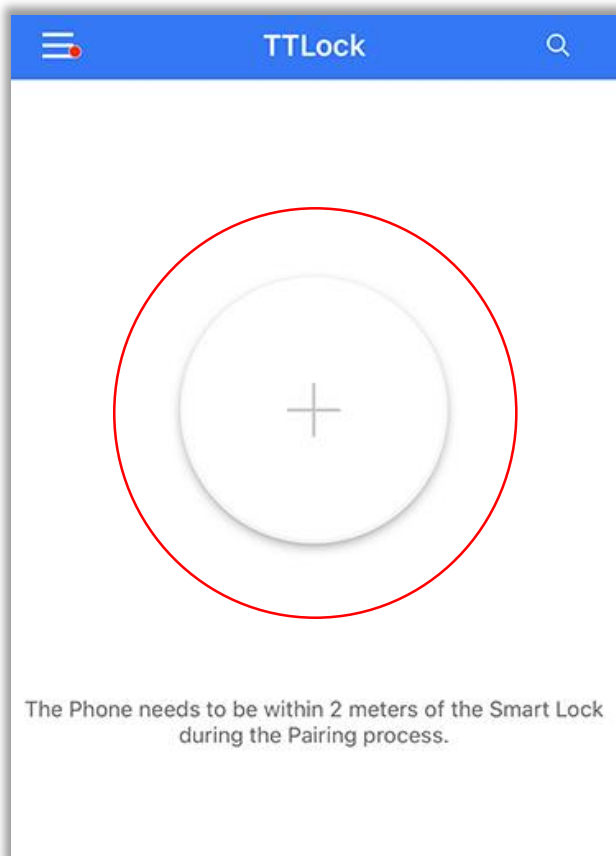 TTLock
The Phone needs to be within 2 meters of the Smart Lock
during the Pairing process.